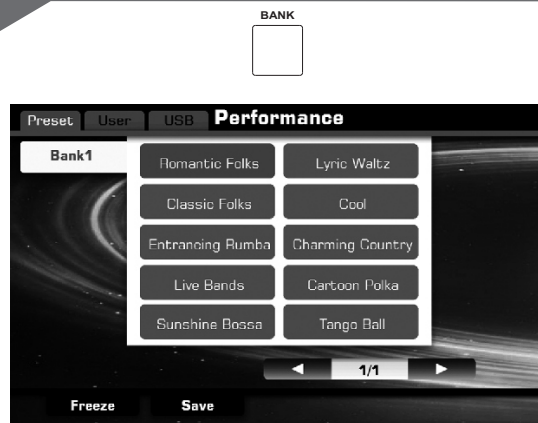 BANK
Preset User USB Performance
Bank1
Romantic Folks Lyric Waltz
Classic Folks Cool
Entrancing Rumba Charming Country
Live Bands Cartoon Polka
Sunshine Bossa Tango Ball
1/1
Freeze Save